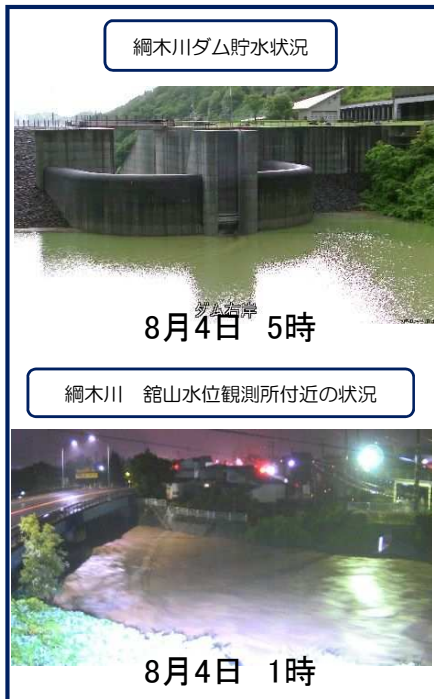 綱木川ダム貯水状況
ダム右岸
8月4日 5時
綱木川 舘山水位観測所付近の状況
8月4日 1時